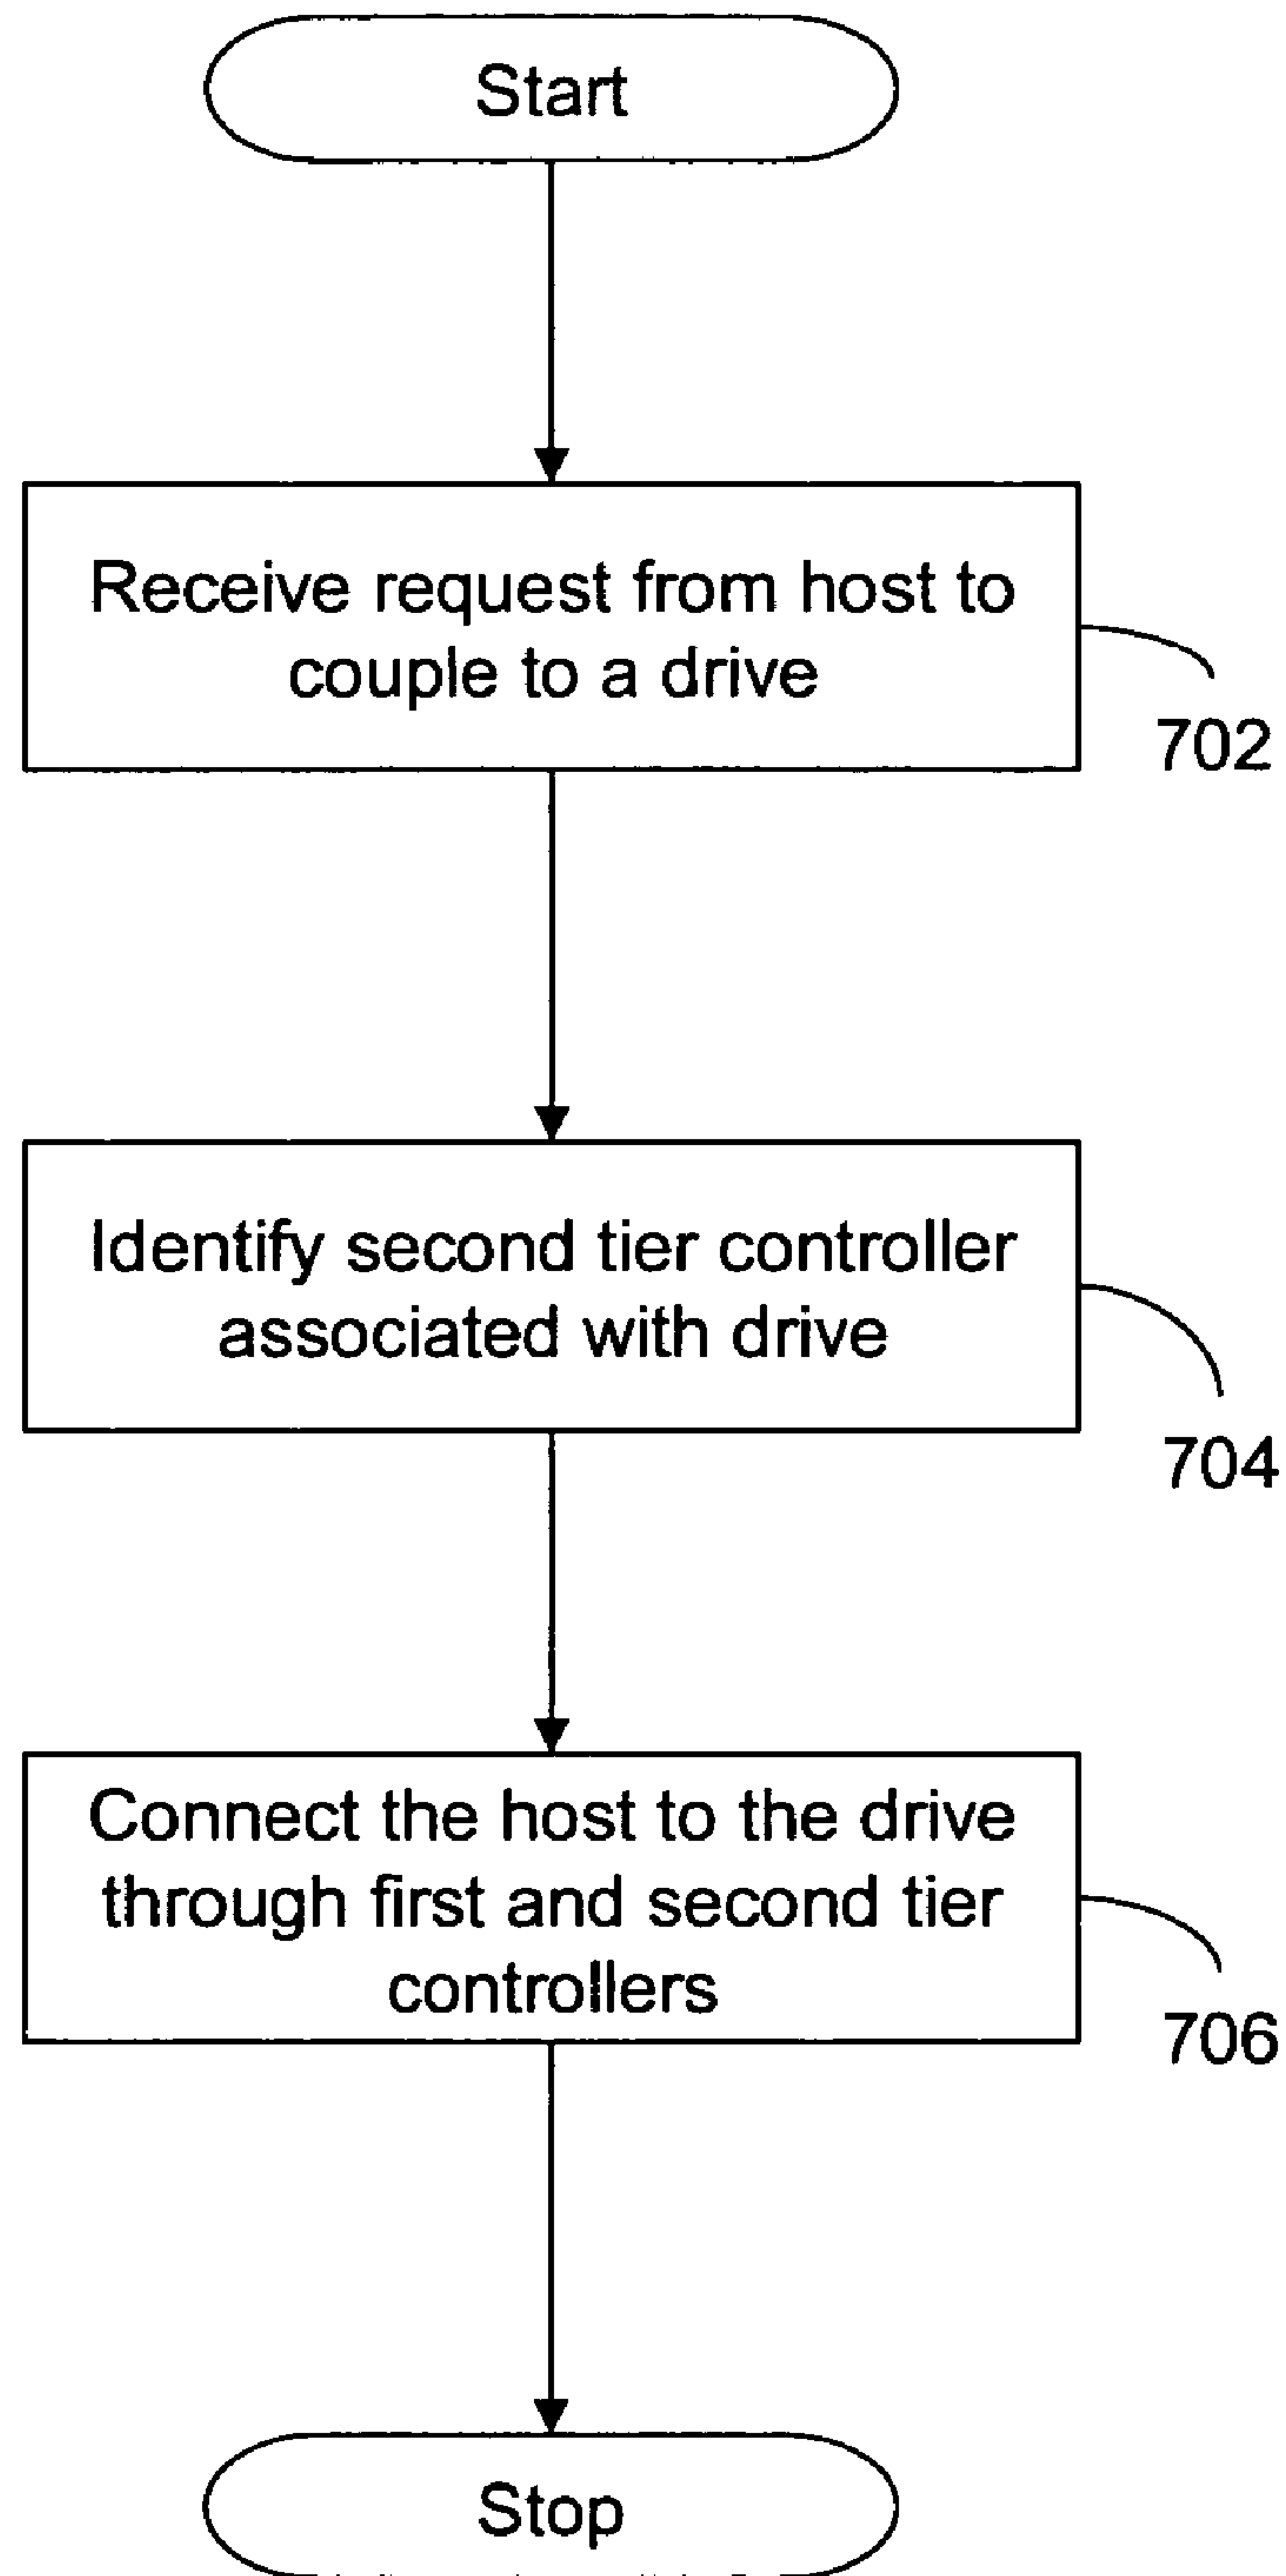 Start
Receive request from host to
couple to a drive
702
Identify second tier controller
associated with drive
704
Connect the host to the drive
through first and second tier
controllers
706
Stop